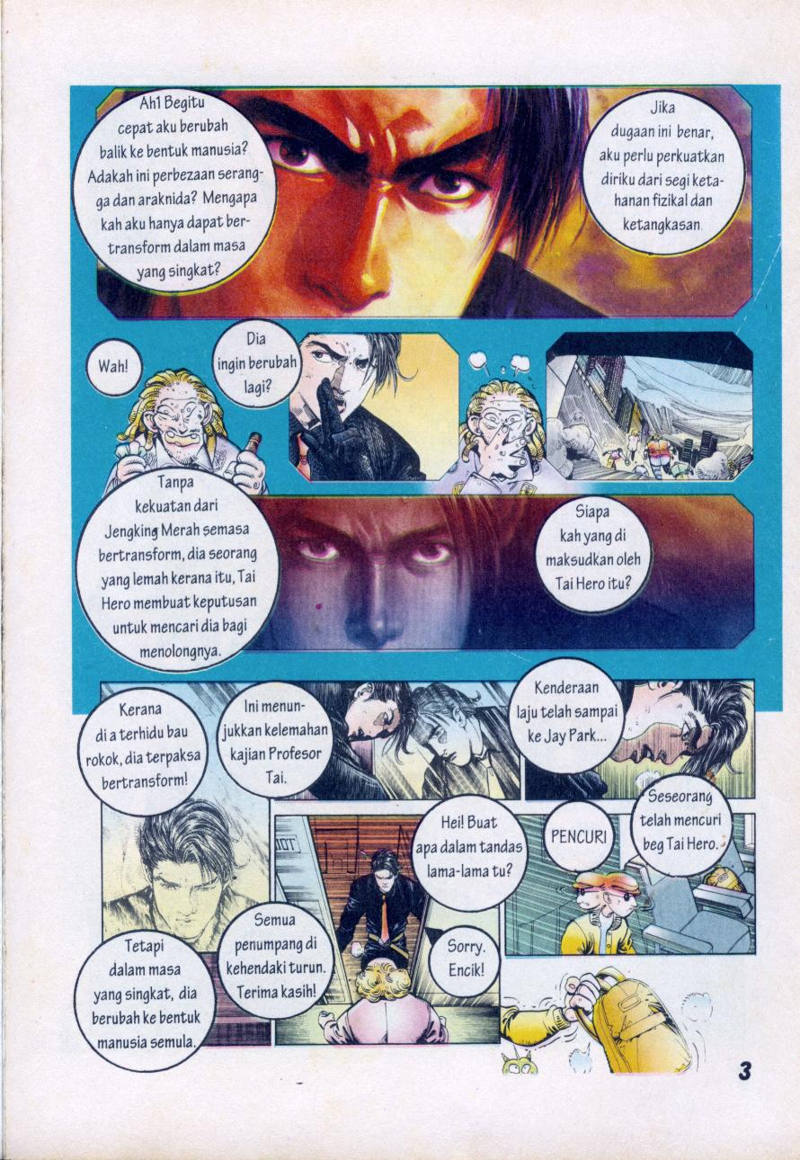 Ah1 Begitu
cepat aku berubah
balik ke bentuk manusia?
Adakah ini perbezaan serang-
ga dan araknida? Mengapa
kah aku hanya dapat ber-
transform dalam masa
yang singkat?
Jika
dugaan ini benar,
aku perlu perkuatkan
diriku dari segi keta-
hanan fizikal dan
ketangkasan
Wah!
Dia
ingin berubah
lagi?
Tanpa
kekuatan dari
Jengking Merah semasa
bertransform, dia seorang
yang lemah kerana itu, Tai
Hero membuat keputusan
untuk mencari dia bagi
menolongnya.
Siapa
kah yang di
maksudkan oleh
Tai Hero itu?
Kerana
di a terhidu bau
rokok, dia terpaksa
bertransform!
Ini menun-
jukkan kelemahan
kajian Profesor
Tai.
Kenderaan
laju telah sampai
ke Jay Park...
Tetapi
dalam masa
yang singkat, dia
berubah ke bentuk
manusia semula.
Hei! Buat
apa dalam tandas
lama-lama tu?
Semua
penumpang di
kehendaki turun.
Terima kasih!
Sorry.
Encik!
PENCURI
Seseorang
telah mencuri
beg Tai Hero.
3